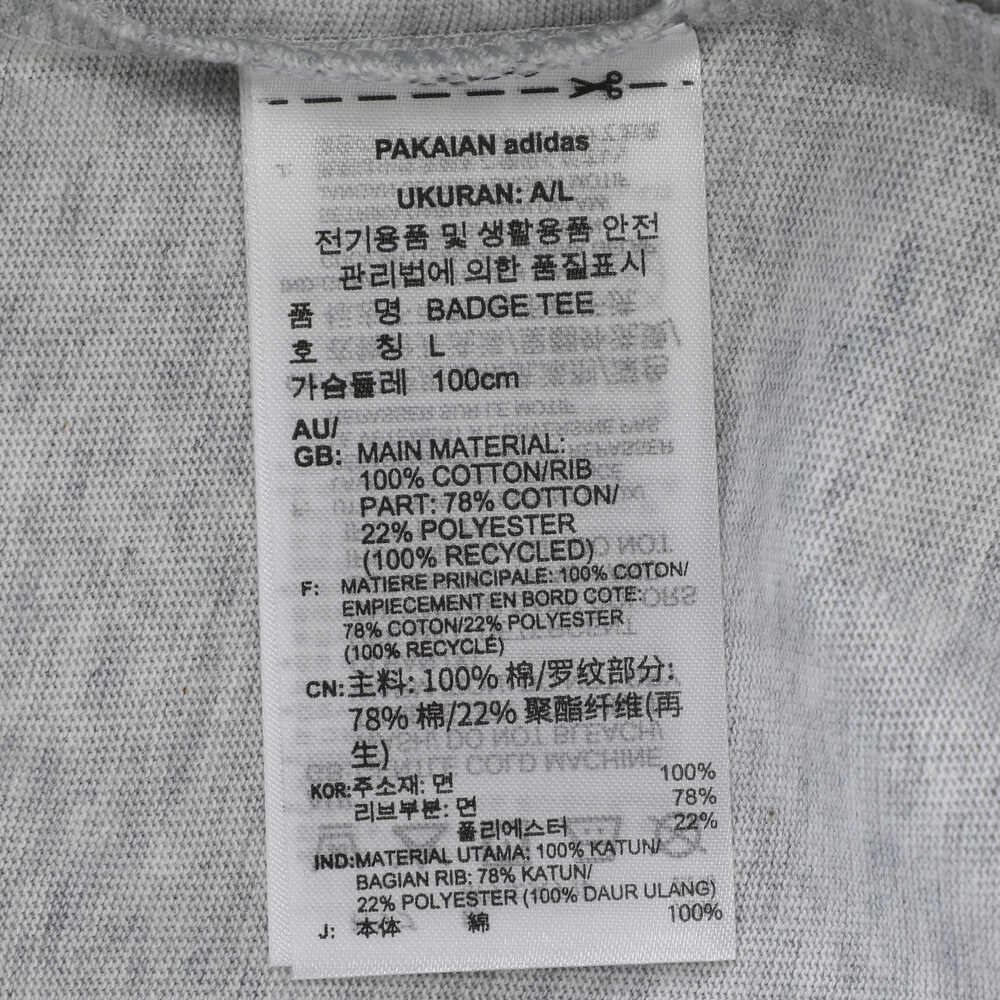 PAKAIAN adidas
UKURAN: A/L
전기용품 및 생활용품 안전
관리법에 의한 품질표시
품 명 BADGE TEE
호 칭 L
가슴둘레 100cm
AU/
GB: MAIN MATERIAL:
100% COTTON/RIB
PART: 78% COTTON/
22% POLYESTER
(100% RECYCLED)
F: MATIERE PRINCIPALE: 100% COTON/
EMPIECEMENT EN BORD COTE:
78% COTON/22% POLYESTER
(100% RECYCLÉ)
CN: 主料: 100% 棉/罗纹部分:
78% 棉/22% 聚酯纤维(再
生)
KOR: 주소재: 면 100%
리브부분: 면 78%
폴리에스터 22%
IND: MATERIAL UTAMA: 100% KATUN/
BAGIAN RIB: 78% KATUN/
22% POLYESTER (100% DAUR ULANG)
J: 本体 綿 100%